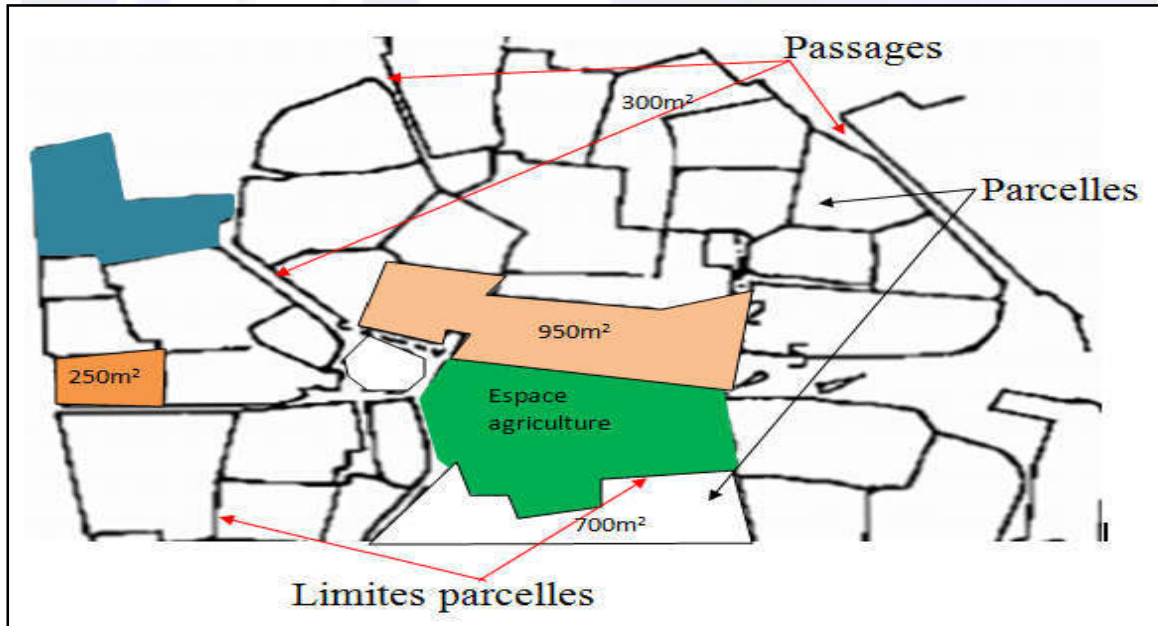 Passages
300m²
Parcelles
950m²
250m²
Espace
agriculture
700m²
Limites parcelles